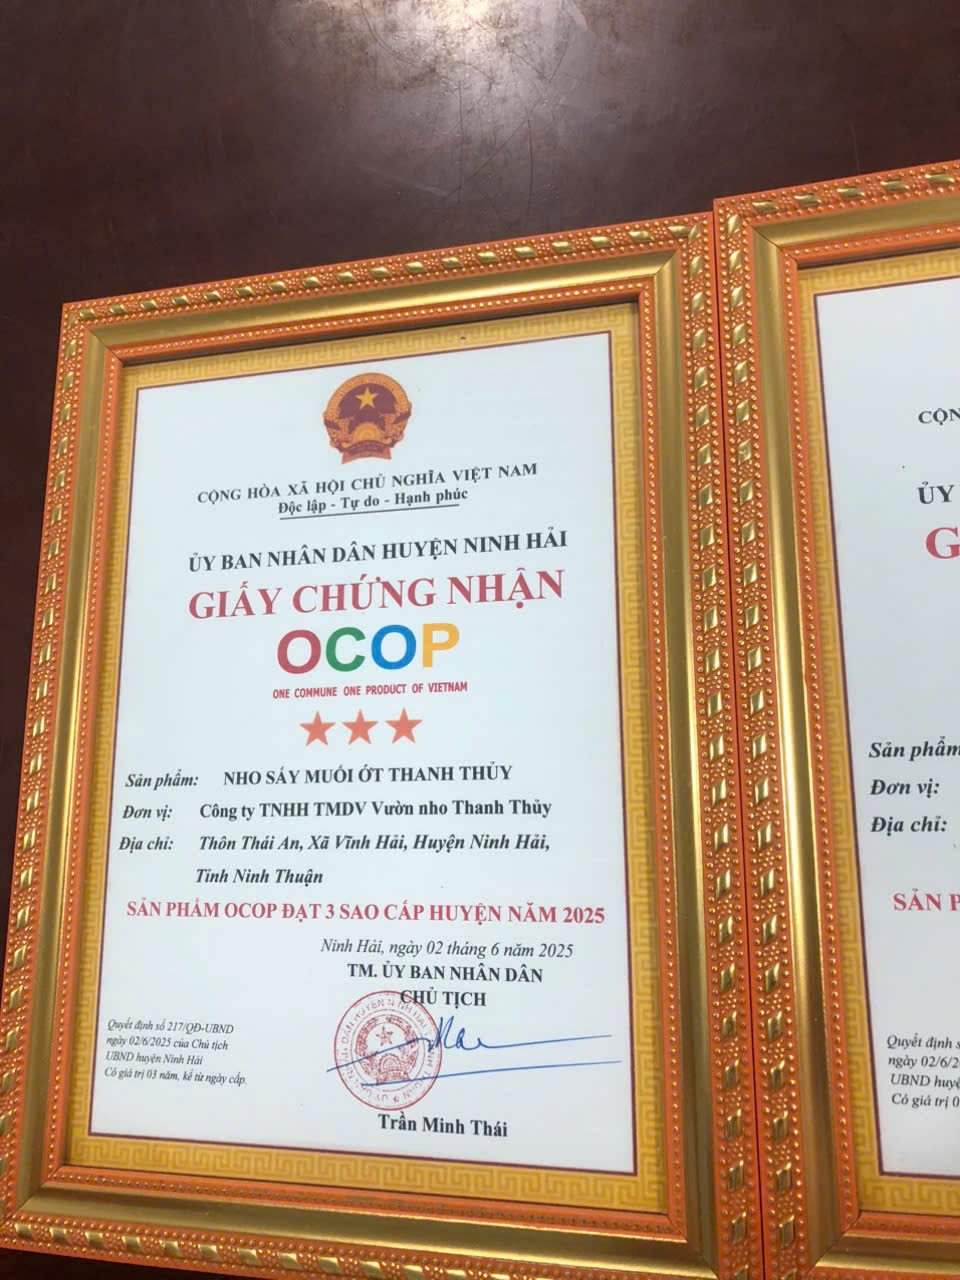 CỘNG HÒA XÃ HỘI CHỦ NGHĨA VIỆT NAM
Độc lập - Tự do - Hạnh phúc
ỦY BAN NHÂN DÂN HUYỆN NINH HẢI
GIẤY CHỨNG NHẬN
OCOP
ONE COMMUNE ONE PRODUCT OF VIETNAM
Sản phẩm: NHO SẤY MUỐI ỚT THANH THỦY
Đơn vị: Công ty TNHH TMDV Vườn nho Thanh Thủy
Địa chỉ: Thôn Thái An, Xã Vĩnh Hải, Huyện Ninh Hải,
Tỉnh Ninh Thuận
SẢN PHẨM OCOP ĐẠT 3 SAO CẤP HUYỆN NĂM 2025
Ninh Hải, ngày 02 tháng 6 năm 2025
TM. ỦY BAN NHÂN DÂN
CHỦ TỊCH
Quyết định số 217/QĐ-UBND
ngày 02/6/2025 của Chủ tịch
UBND huyện Ninh Hải
Có giá trị 03 năm, kể từ ngày cấp.
Trần Minh Thái
CỘN
ỦY
G
Sản phẩm
Đơn vị:
Địa chỉ:
SẢN P
Quyết định s
ngày 02/6/2
UBND huyệ
Có giá trị 0